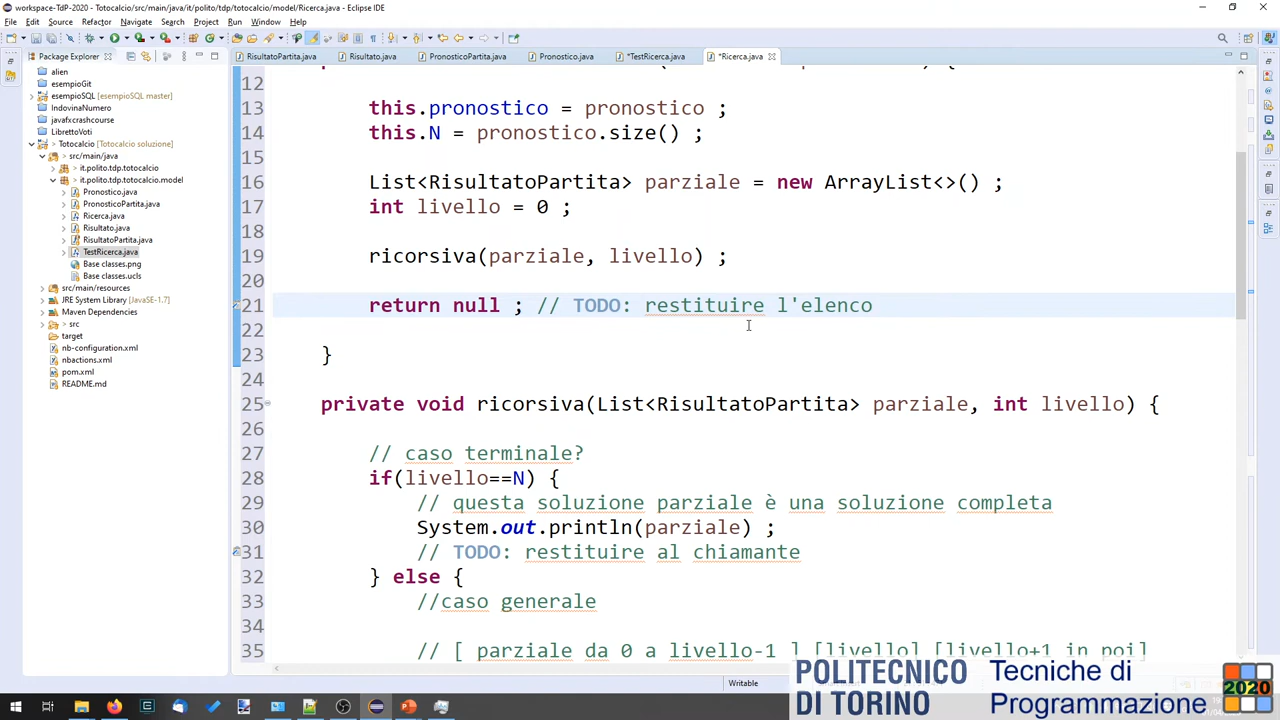 workspace-TdP-2020 - Totocalcio/src/main/java/it/polito/tdp/totocalcio/model/Ricerca.java - Eclipse IDE
File Edit Source Refactor Navigate Search Project Run Window Help
Package Explorer
RisultatoPartita.java Risultato.java PronosticoPartita.java Pronostico.java *TestRicerca.java *Ricerca.java
alien
esempioGit
esempioSQL [esempioSQL master]
IndovinaNumero
javafxcrashcourse
LibrettoVoti
Totocalcio [Totocalcio soluzione]
src/main/java
it.polito.tdp.totocalcio
it.polito.tdp.totocalcio.model
Pronostico.java
PronosticoPartita.java
Ricerca.java
Risultato.java
RisultatoPartita.java
TestRicerca.java
Base classes.png
Base classes.ucls
src/main/resources
JRE System Library [JavaSE-1.7]
Maven Dependencies
src
target
nb-configuration.xml
nbactions.xml
pom.xml
README.md
12
13 this.pronostico = pronostico ;
14 this.N = pronostico.size() ;
15
16 List<RisultatoPartita> parziale = new ArrayList<>() ;
17 int livello = 0 ;
18
19 ricorsiva(parziale, livello) ;
20
21 return null ; // TODO: restituire l'elenco
22
23 }
24
25 private void ricorsiva(List<RisultatoPartita> parziale, int livello) {
26
27 // caso terminale?
28 if(livello==N) {
29 // questa soluzione parziale è una soluzione completa
30 System.out.println(parziale) ;
31 // TODO: restituire al chiamante
32 } else {
33 //caso generale
34
35 // [ parziale da 0 a livello-1 ] [livello] [livello+1 in poi]
Writable
POLITECNICO
DI TORINO
Tecniche di
Programmazione
2020